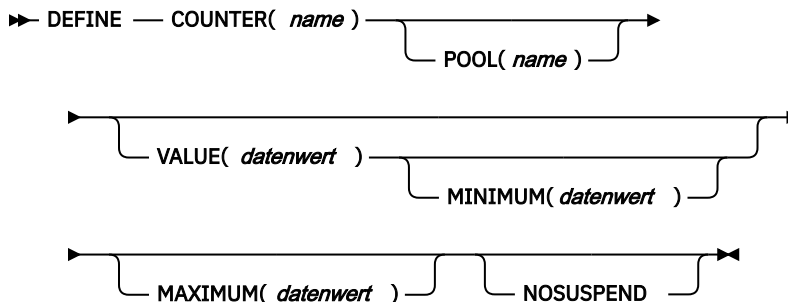 DEFINE COUNTER( name )
POOL( name )
VALUE( datenwert )
MINIMUM( datenwert )
MAXIMUM( datenwert ) NOSUSPEND